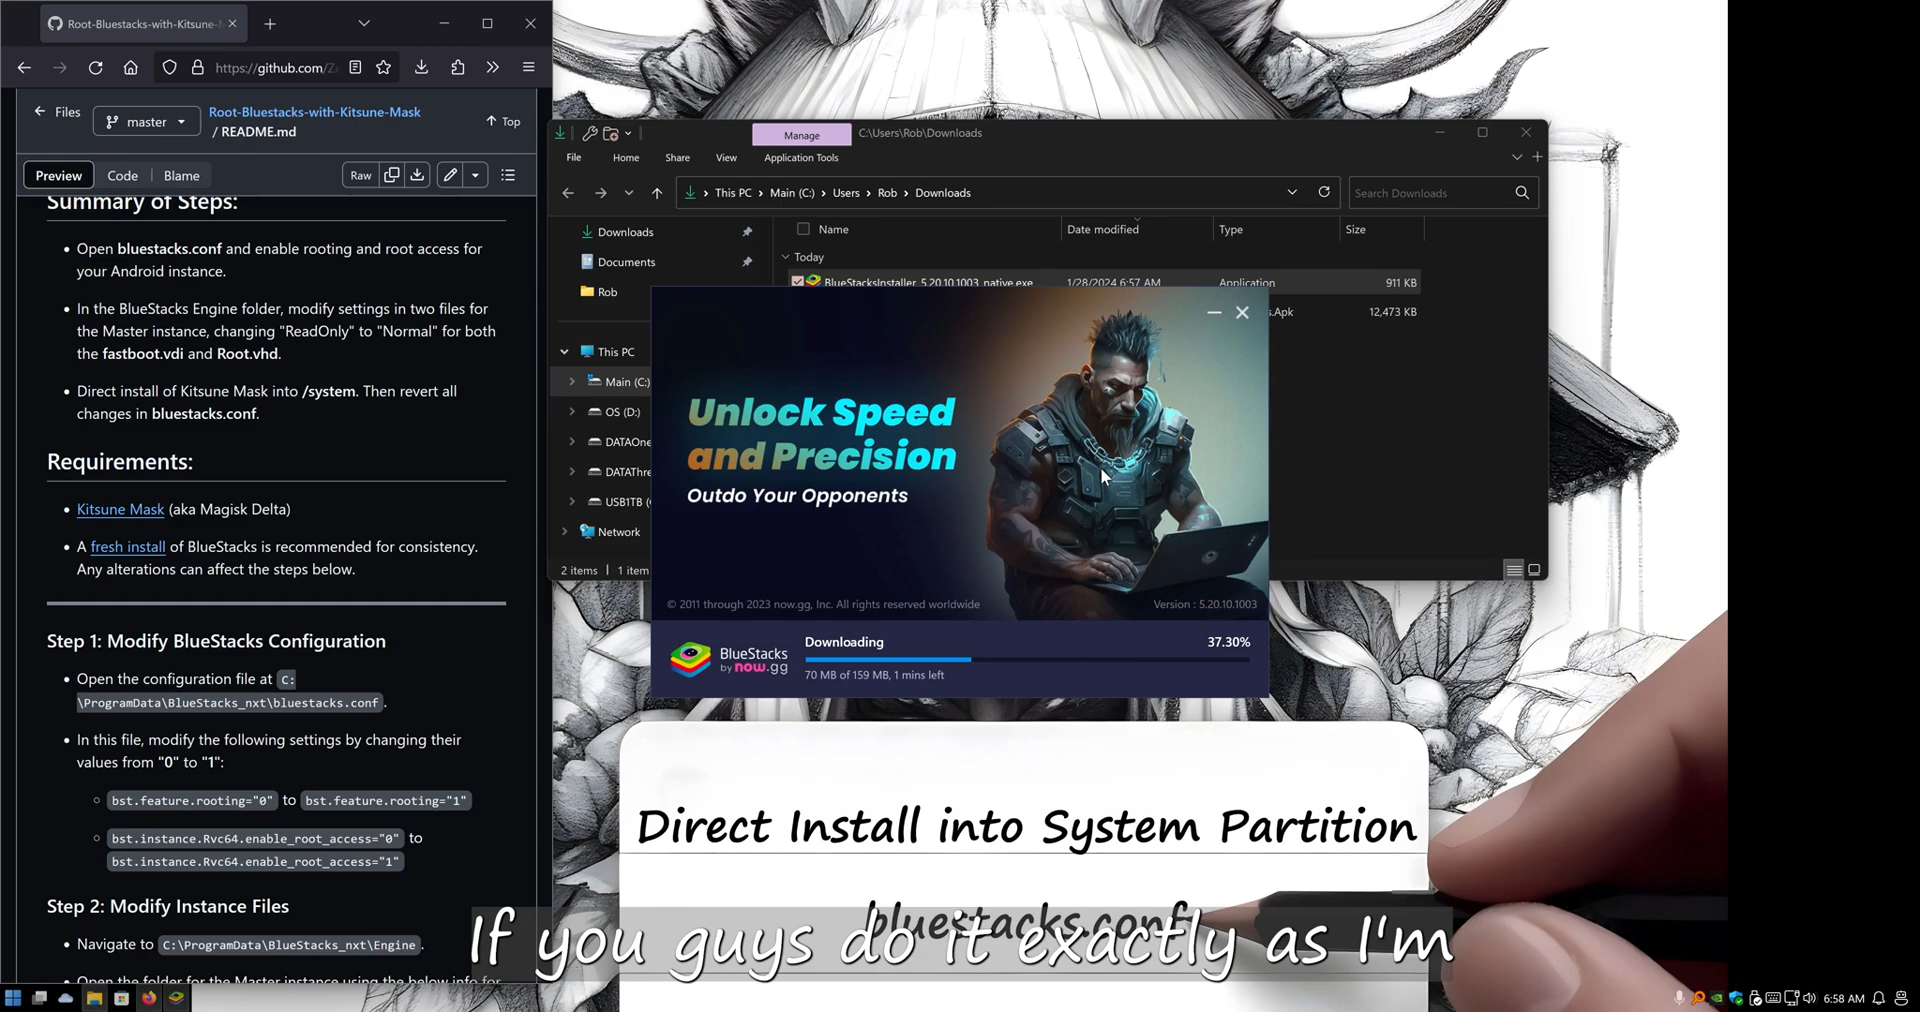 Root-Bluestacks-with-Kitsune-
https://github.com/Z
Files
master
Root-Bluestacks-with-Kitsune-Mask
/ README.md
Top
Preview
Code
Blame
Raw
Summary of Steps:
Open bluestacks.conf and enable rooting and root access for
your Android instance.
In the BlueStacks Engine folder, modify settings in two files for
the Master instance, changing "ReadOnly" to "Normal" for both
the fastboot.vdi and Root.vhd.
Direct install of Kitsune Mask into /system. Then revert all
changes in bluestacks.conf.
Requirements:
Kitsune Mask (aka Magisk Delta)
A fresh install of BlueStacks is recommended for consistency.
Any alterations can affect the steps below.
Step 1: Modify BlueStacks Configuration
Open the configuration file at C:
\ProgramData\BlueStacks_nxt\bluestacks.conf.
In this file, modify the following settings by changing their
values from "0" to "1":
bst.feature.rooting="0" to bst.feature.rooting="1"
bst.instance.Rvc64.enable_root_access="0" to
bst.instance.Rvc64.enable_root_access="1"
Step 2: Modify Instance Files
Navigate to C:\ProgramData\BlueStacks_nxt\Engine.
Open the folder for the Master instance using the below info for
Manage
C:\Users\Rob\Downloads
File
Home
Share
View
Application Tools
This PC > Main (C:) > Users > Rob > Downloads
Search Downloads
Downloads
Documents
Rob
This PC
Main (C:)
OS (D:)
DATAOne
DATAThre
USB1TB (
Network
2 items
1 item
Name
Date modified
Type
Size
Today
BlueStacksInstaller_5.20.10.1003_native.exe
1/28/2024 6:57 AM
Application
911 KB
s.Apk
12,473 KB
Unlock Speed
and Precision
Outdo Your Opponents
© 2011 through 2023 now.gg, Inc. All rights reserved worldwide
Version : 5.20.10.1003
BlueStacks
by now.gg
Downloading
37.30%
70 MB of 159 MB, 1 mins left
Direct Install into System Partition
bluestacks.conf
If you guys do it exactly as I'm
6:58 AM